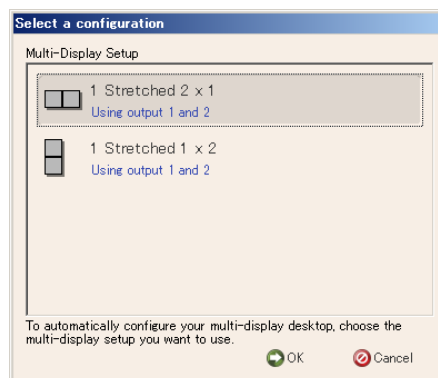 Select a configuration
Multi-Display Setup
1 Stretched 2 x 1
Using output 1 and 2
1 Stretched 1 x 2
Using output 1 and 2
To automatically configure your multi-display desktop, choose the
multi-display setup you want to use.
OK Cancel